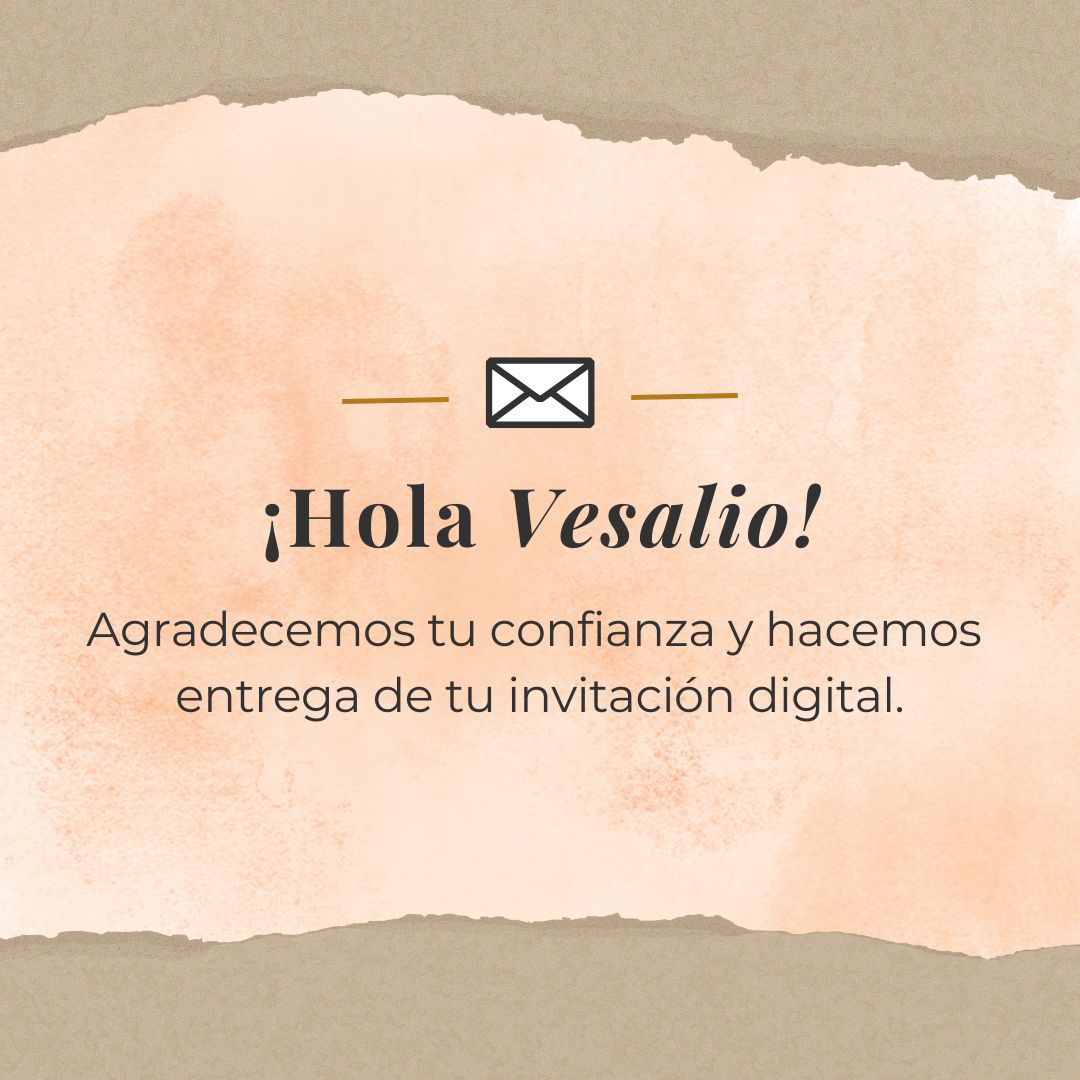 ¡Hola Vesalio!
Agradecemos tu confianza y hacemos
entrega de tu invitación digital.